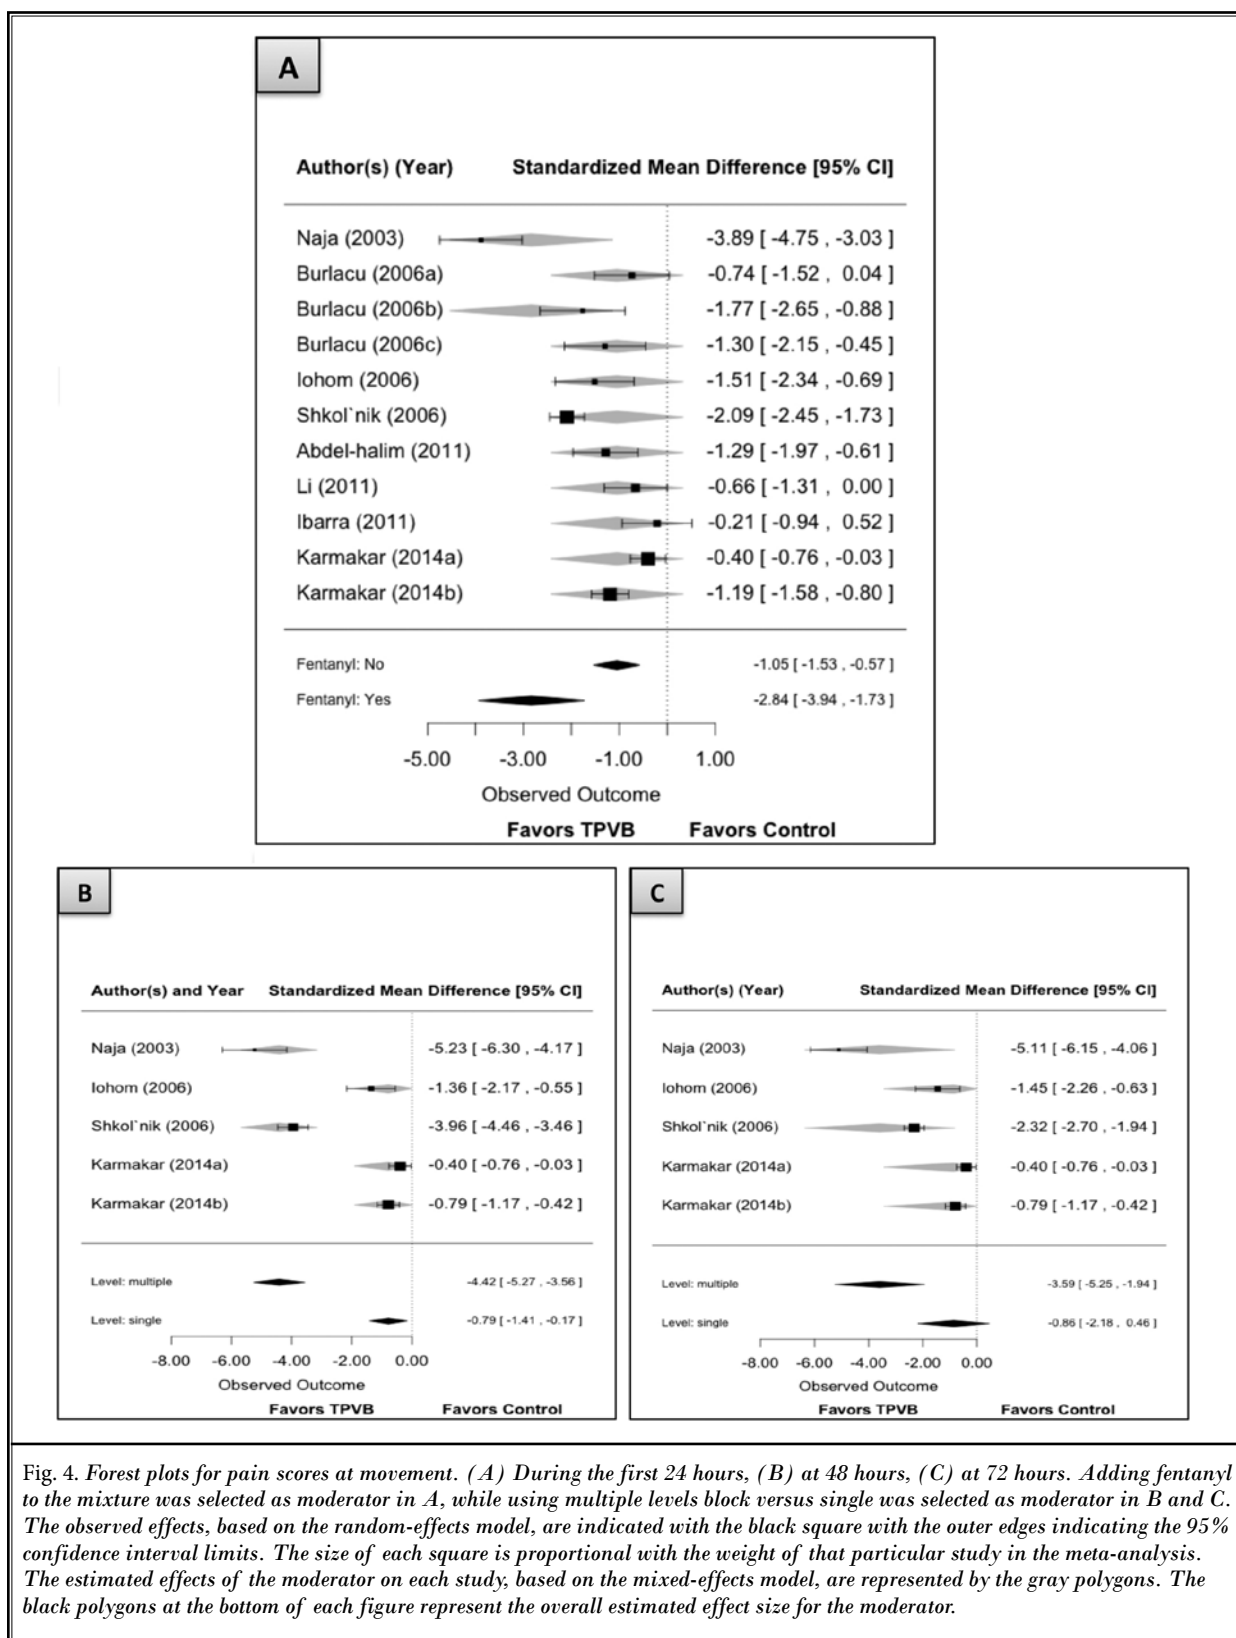 A
Author(s) (Year) Standardized Mean Difference [95% CI]
Naja (2003) -3.89 [ -4.75 , -3.03 ]
Burlacu (2006a) -0.74 [ -1.52 , 0.04 ]
Burlacu (2006b) -1.77 [ -2.65 , -0.88 ]
Burlacu (2006c) -1.30 [ -2.15 , -0.45 ]
Iohom (2006) -1.51 [ -2.34 , -0.69 ]
Shkol`nik (2006) -2.09 [ -2.45 , -1.73 ]
Abdel-halim (2011) -1.29 [ -1.97 , -0.61 ]
Li (2011) -0.66 [ -1.31 , 0.00 ]
Ibarra (2011) -0.21 [ -0.94 , 0.52 ]
Karmakar (2014a) -0.40 [ -0.76 , -0.03 ]
Karmakar (2014b) -1.19 [ -1.58 , -0.80 ]
Fentanyl: No -1.05 [ -1.53 , -0.57 ]
Fentanyl: Yes -2.84 [ -3.94 , -1.73 ]
-5.00 -3.00 -1.00 1.00
Observed Outcome
Favors TPVB Favors Control
B
Author(s) and Year Standardized Mean Difference [95% CI]
Naja (2003) -5.23 [ -6.30 , -4.17 ]
Iohom (2006) -1.36 [ -2.17 , -0.55 ]
Shkol`nik (2006) -3.96 [ -4.46 , -3.46 ]
Karmakar (2014a) -0.40 [ -0.76 , -0.03 ]
Karmakar (2014b) -0.79 [ -1.17 , -0.42 ]
Level: multiple -4.42 [ -5.27 , -3.56 ]
Level: single -0.79 [ -1.41 , -0.17 ]
-8.00 -6.00 -4.00 -2.00 0.00
Observed Outcome
Favors TPVB Favors Control
C
Author(s) (Year) Standardized Mean Difference [95% CI]
Naja (2003) -5.11 [ -6.15 , -4.06 ]
Iohom (2006) -1.45 [ -2.26 , -0.63 ]
Shkol`nik (2006) -2.32 [ -2.70 , -1.94 ]
Karmakar (2014a) -0.40 [ -0.76 , -0.03 ]
Karmakar (2014b) -0.79 [ -1.17 , -0.42 ]
Level: multiple -3.59 [ -5.25 , -1.94 ]
Level: single -0.86 [ -2.18 , 0.46 ]
-8.00 -6.00 -4.00 -2.00 0.00
Observed Outcome
Favors TPVB Favors Control
Fig. 4. Forest plots for pain scores at movement. (A) During the first 24 hours, (B) at 48 hours, (C) at 72 hours. Adding fentanyl
to the mixture was selected as moderator in A, while using multiple levels block versus single was selected as moderator in B and C.
The observed effects, based on the random-effects model, are indicated with the black square with the outer edges indicating the 95%
confidence interval limits. The size of each square is proportional with the weight of that particular study in the meta-analysis.
The estimated effects of the moderator on each study, based on the mixed-effects model, are represented by the gray polygons. The
black polygons at the bottom of each figure represent the overall estimated effect size for the moderator.